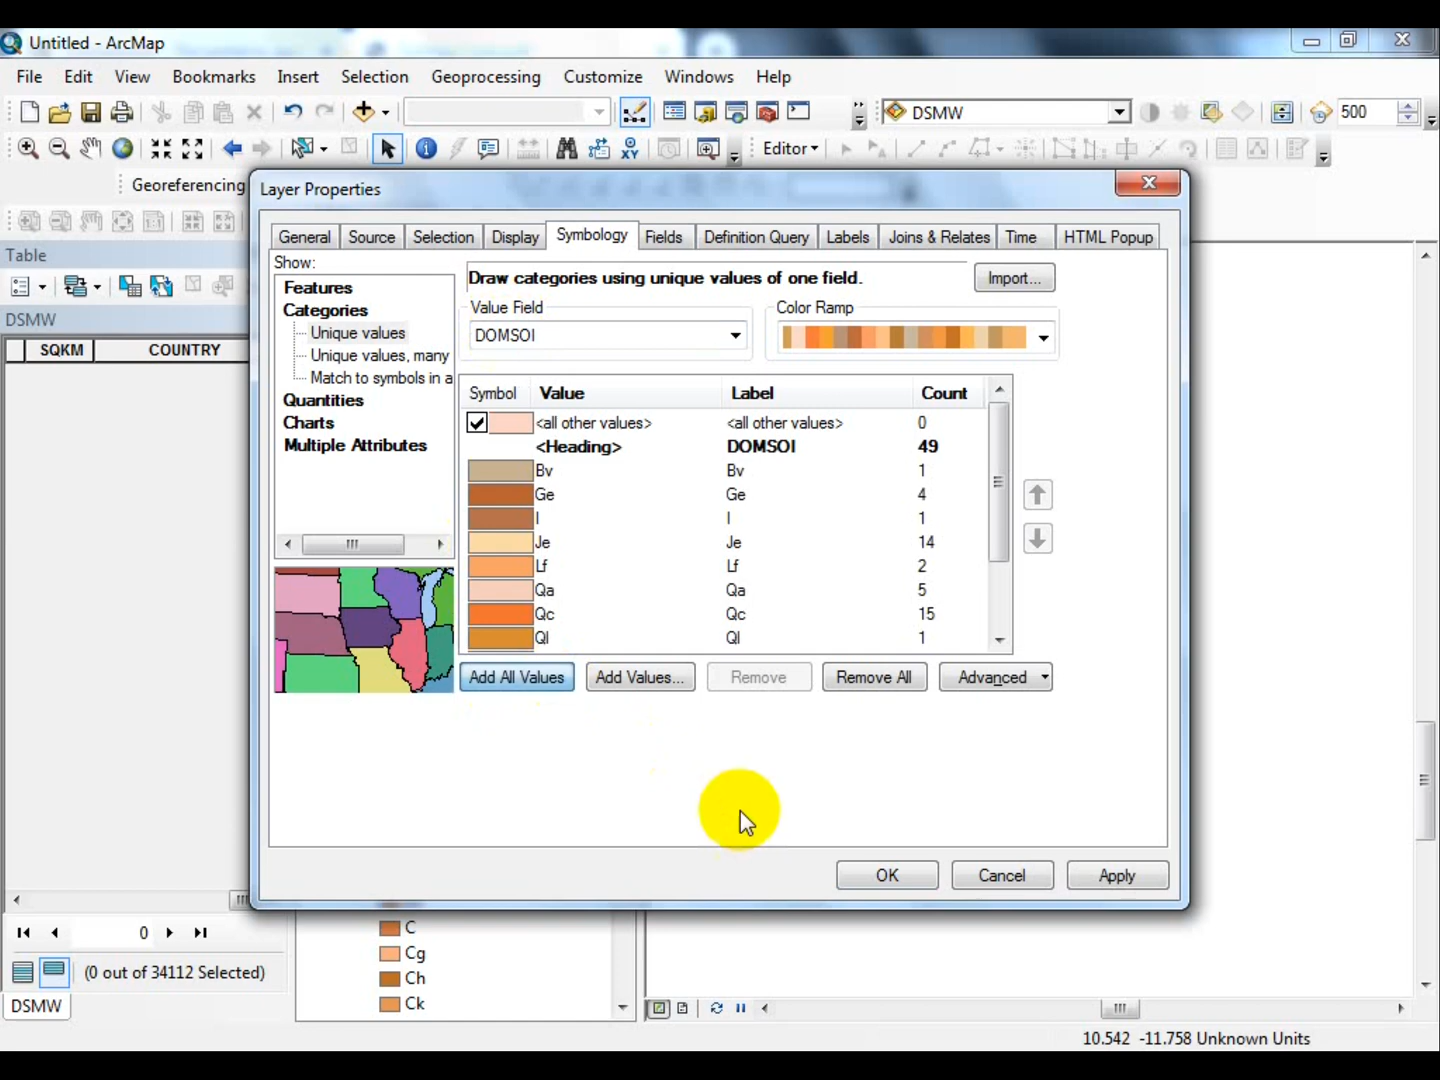 Untitled - ArcMap
File Edit View Bookmarks Insert Selection Geoprocessing Customize Windows Help
DSMW 500
Editor
Georeferencing
Layer Properties
General Source Selection Display Symbology Fields Definition Query Labels Joins & Relates Time HTML Popup
Table
Show:
Features
Categories
Unique values
Unique values, many
Match to symbols in a
Quantities
Charts
Multiple Attributes
Draw categories using unique values of one field.
Import...
Value Field
DOMSOI
Color Ramp
Symbol Value Label Count
<all other values> <all other values> 0
<Heading> DOMSOI 49
Bv Bv 1
Ge Ge 4
I I 1
Je Je 14
Lf Lf 2
Qa Qa 5
Qc Qc 15
Ql Ql 1
Add All Values Add Values... Remove Remove All Advanced
OK Cancel Apply
DSMW
SQKM COUNTRY
0
(0 out of 34112 Selected)
DSMW
C
Cg
Ch
Ck
10.542 -11.758 Unknown Units